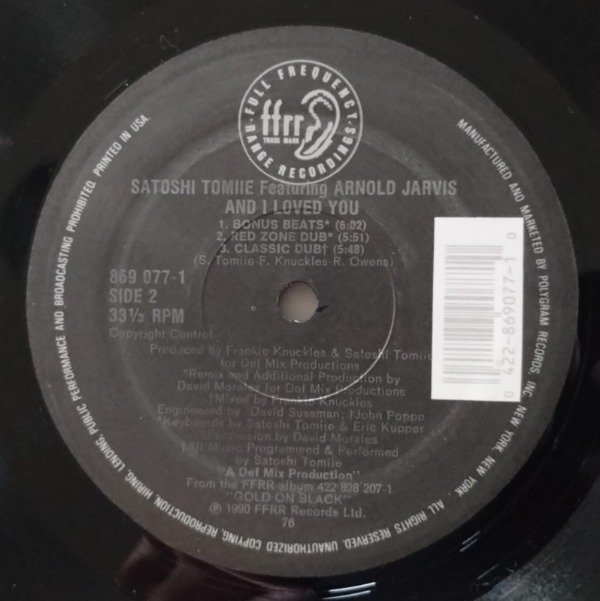 FULL FREQUENCY
ffrr
TRADE MARK
RANGE RECORDINGS
SATOSHI TOMIIE Featuring ARNOLD JARVIS
AND I LOVED YOU
1. BONUS BEATS* (6:02)
2. RED ZONE DUB* (5:51)
3. CLASSIC DUB† (5:48)
(S. Tomiie-F. Knuckles-R. Owens)
869 077-1
SIDE 2
33⅓ RPM
Copyright Control
Produced by Frankie Knuckles & Satoshi Tomiie
for Def Mix Productions
*Remix and Additional Production by
David Morales for Def Mix Productions
†Mixed by Frankie Knuckles
Engineered by *David Sussman; †John Poppo
*Keyboards by Satoshi Tomiie & Eric Kupper
*Percussion by David Morales
†All Music Programmed & Performed
by Satoshi Tomiie
"A Def Mix Production"
From the FFRR album 422 828 207-1
"GOLD ON BLACK"
℗ 1990 FFRR Records Ltd.
76
0 422-869077-1 0
MANUFACTURED AND MARKETED BY POLYGRAM RECORDS, INC. NEW YORK, NEW YORK. ALL RIGHTS RESERVED. UNAUTHORIZED COPYING, REPRODUCTION, HIRING, LENDING, PUBLIC PERFORMANCE AND BROADCASTING PROHIBITED. PRINTED IN USA.